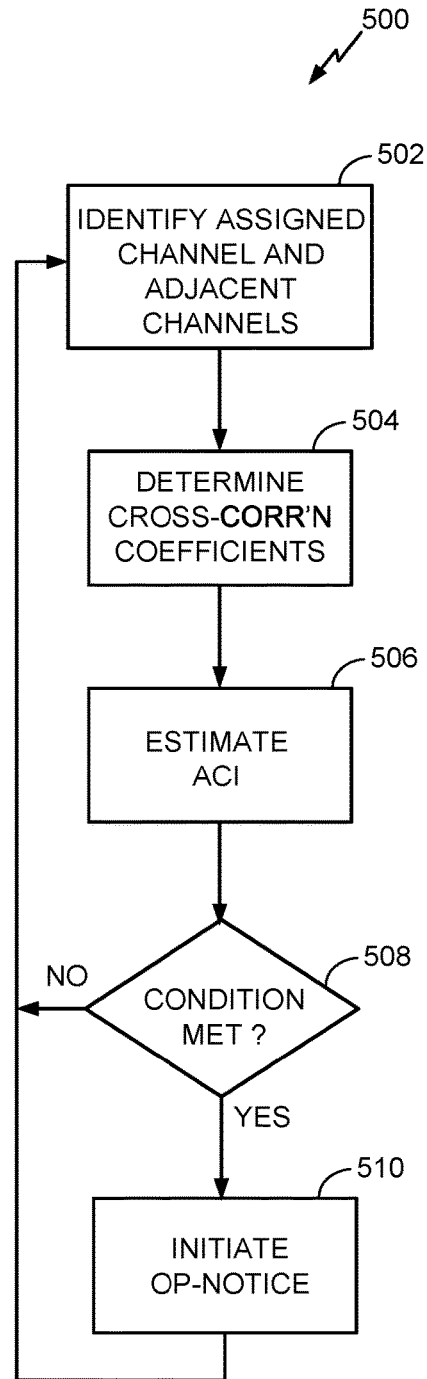 500
502
IDENTIFY ASSIGNED
CHANNEL AND
ADJACENT
CHANNELS
504
DETERMINE
CROSS-CORR'N
COEFFICIENTS
506
ESTIMATE
ACI
508
NO
CONDITION
MET ?
YES
510
INITIATE
OP-NOTICE